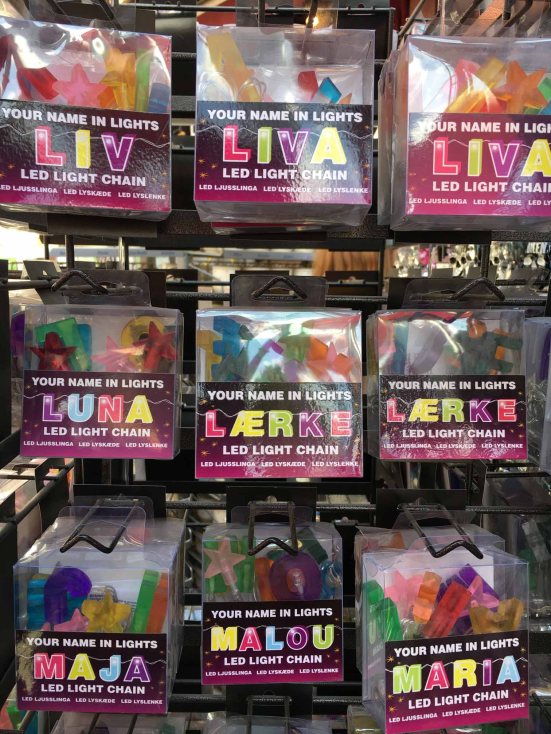 YOUR NAME IN LIGHTS
LIV
LED LIGHT CHAIN
LED LJUSSLINGA LED LYSKÆDE LED LYSLENKE
YOUR NAME IN LIGHTS
LIVA
LED LIGHT CHAIN
LED LJUSSLINGA LED LYSKÆDE LED LYSLENKE
YOUR NAME IN LIGH
LIVA
LED LIGHT CHAIN
LED LJUSSLINGA LED LYSKÆDE LED LYSLEN
YOUR NAME IN LIGHTS
LUNA
LED LIGHT CHAIN
LED LJUSSLINGA LED LYSKÆDE LED LYSLENKE
YOUR NAME IN LIGHTS
LÆRKE
LED LIGHT CHAIN
LED LJUSSLINGA LED LYSKÆDE LED LYSLENKE
YOUR NAME IN LIGHTS
LÆRKE
LED LIGHT CHAIN
LED LJUSSLINGA LED LYSKÆDE LED LYSLENKE
YOUR NAME IN LIGHTS
MAJA
LED LIGHT CHAIN
LED LJUSSLINGA LED LYSKÆDE LED LYSLENKE
YOUR NAME IN LIGHTS
MALOU
LED LIGHT CHAIN
LED LJUSSLINGA LED LYSKÆDE LED LYSLENKE
YOUR NAME IN LIGHTS
MARIA
LED LIGHT CHAIN
LED LJUSSLINGA LED LYSKÆDE LED LYSLENKE